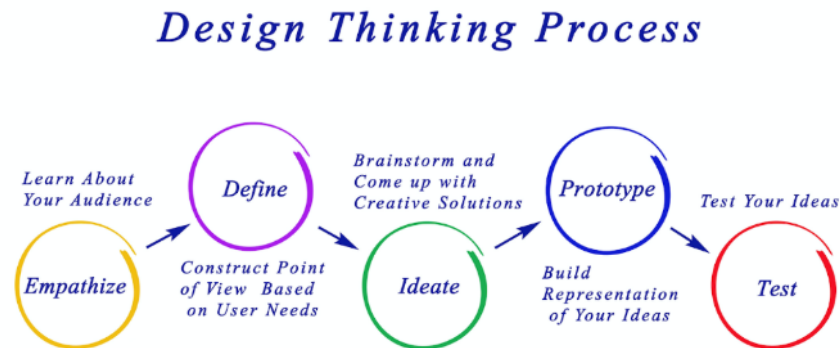 Design Thinking Process
Learn About
Your Audience
Empathize
Define
Construct Point
of View Based
on User Needs
Brainstorm and
Come up with
Creative Solutions
Ideate
Prototype
Build
Representation
of Your Ideas
Test Your Ideas
Test